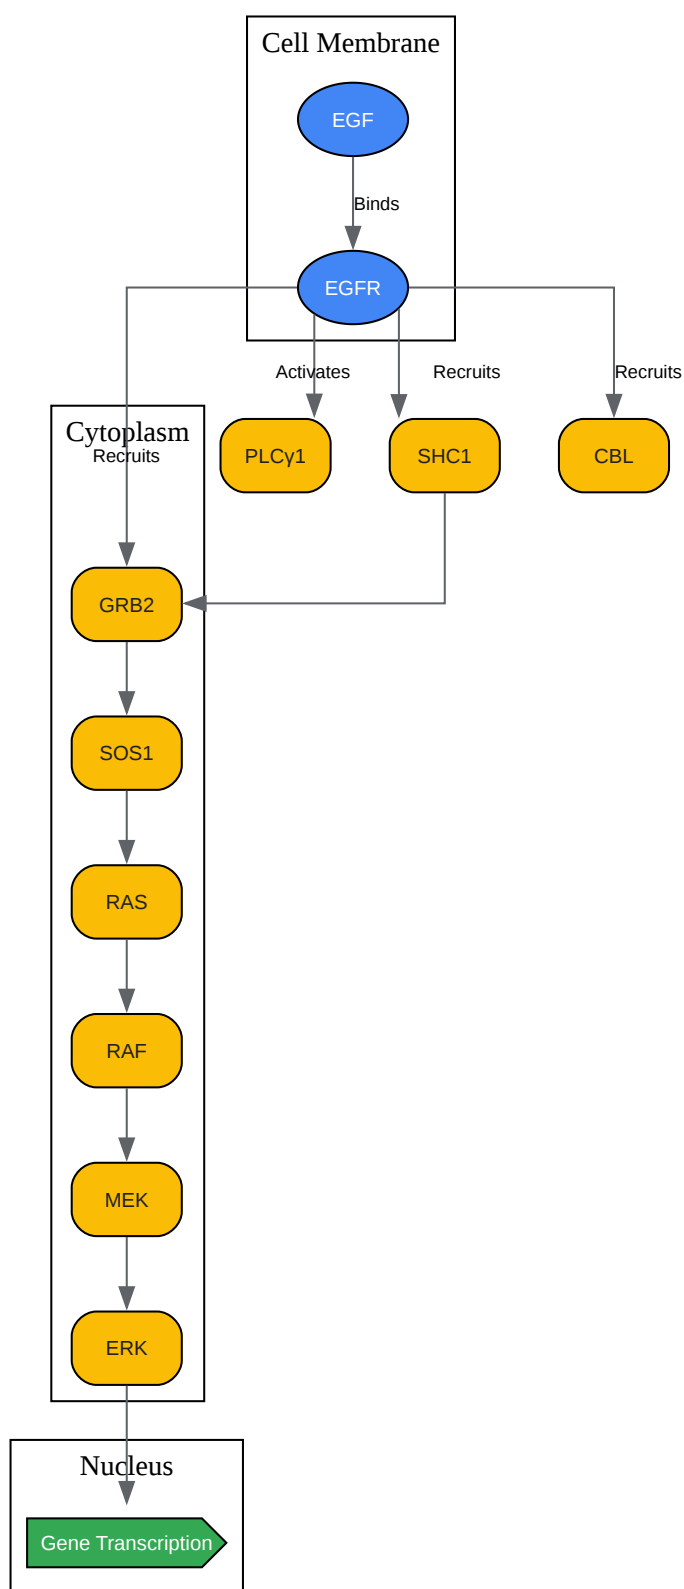 Cell Membrane
EGF
Binds
EGFR
Activates
Recruits
Recruits
Cytoplasm
Recruits
PLCγ1
SHC1
CBL
GRB2
SOS1
RAS
RAF
MEK
ERK
Nucleus
Gene Transcription